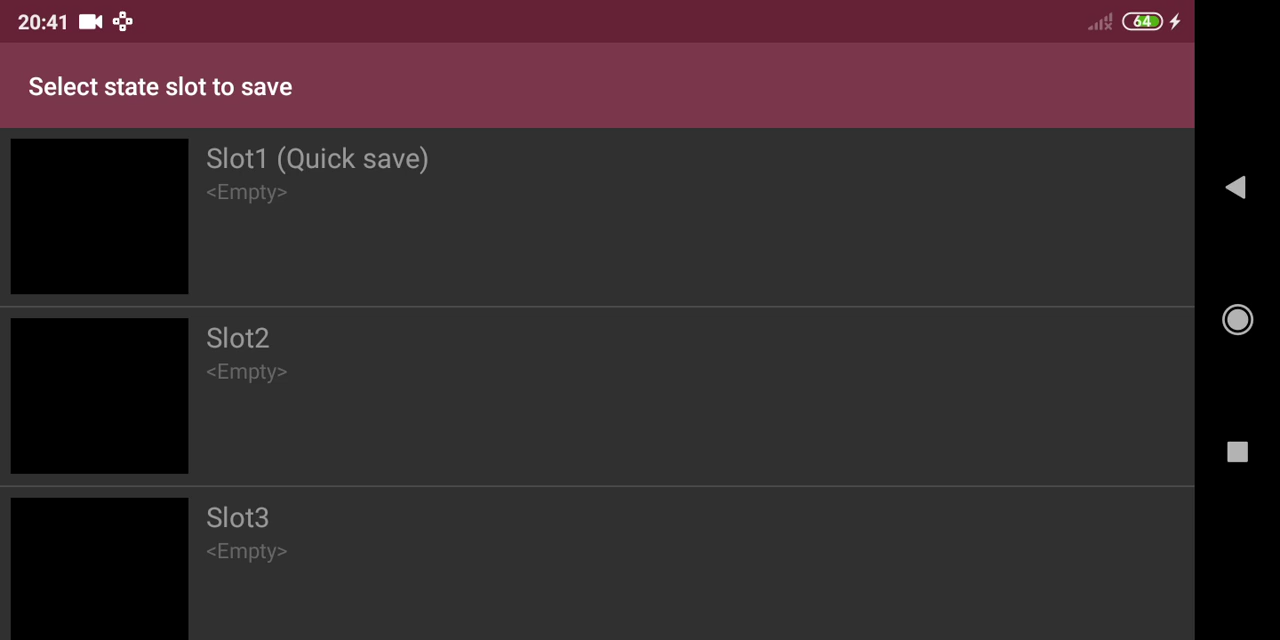 20:41
64
Select state slot to save
Slot1 (Quick save)
<Empty>
Slot2
<Empty>
Slot3
<Empty>